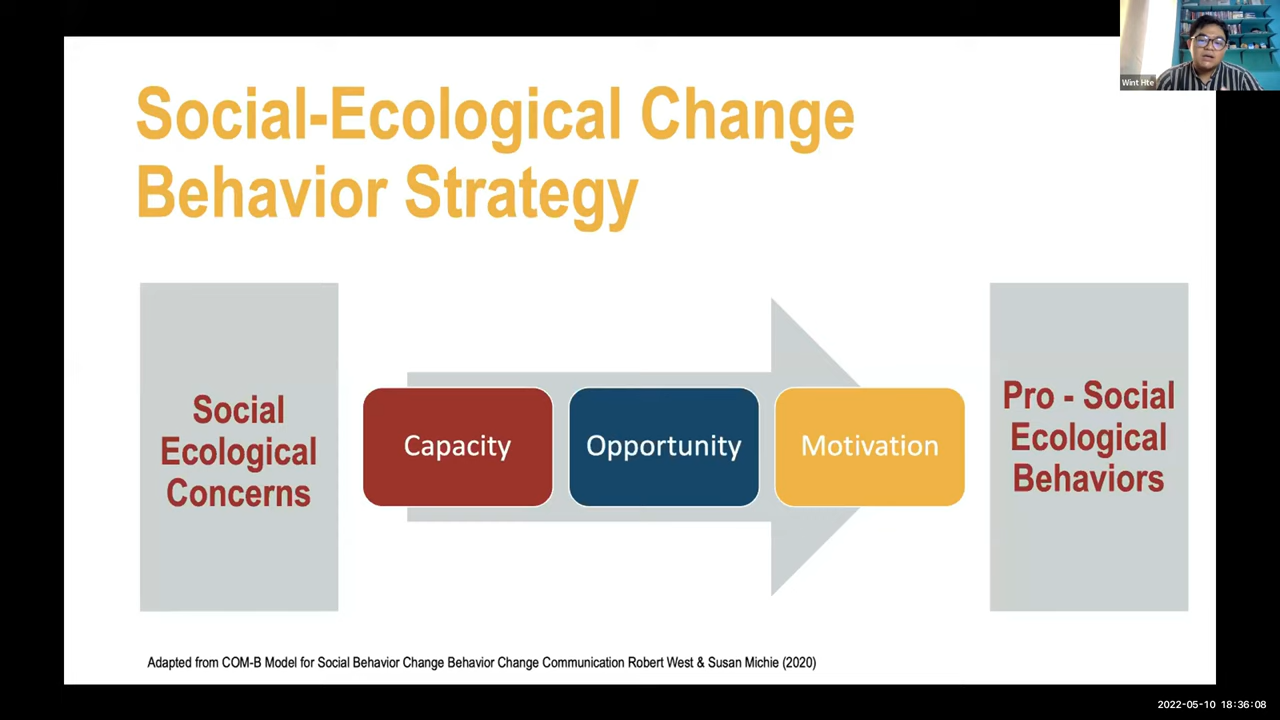 Social-Ecological Change
Behavior Strategy
Wint Hte
Social
Ecological
Concerns
Capacity
Opportunity
Motivation
Pro - Social
Ecological
Behaviors
Adapted from COM-B Model for Social Behavior Change Behavior Change Communication Robert West & Susan Michie (2020)
2022-05-10 18:36:08